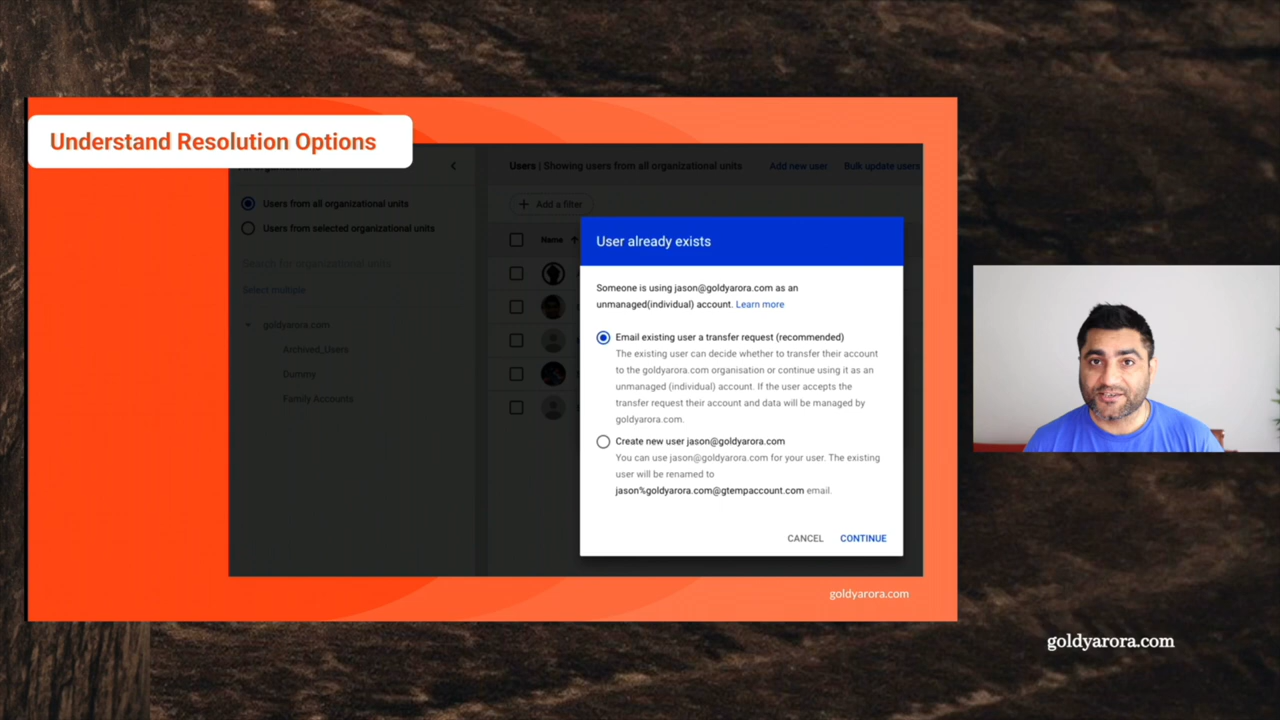 Understand Resolution Options
Users | Showing users from all organizational units
Add new user
Bulk update users
Users from all organizational units
Add a filter
Users from selected organizational units
Name
Search for organizational units
Select multiple
goldyarora.com
Archived_Users
Dummy
Family Accounts
User already exists
Someone is using jason@goldyarora.com as an
unmanaged(individual) account. Learn more
Email existing user a transfer request (recommended)
The existing user can decide whether to transfer their account
to the goldyarora.com organisation or continue using it as an
unmanaged (individual) account. If the user accepts the
transfer request their account and data will be managed by
goldyarora.com.
Create new user jason@goldyarora.com
You can use jason@goldyarora.com for your user. The existing
user will be renamed to
jason%goldyarora.com@gtempaccount.com email.
CANCEL
CONTINUE
goldyarora.com
goldyarora.com